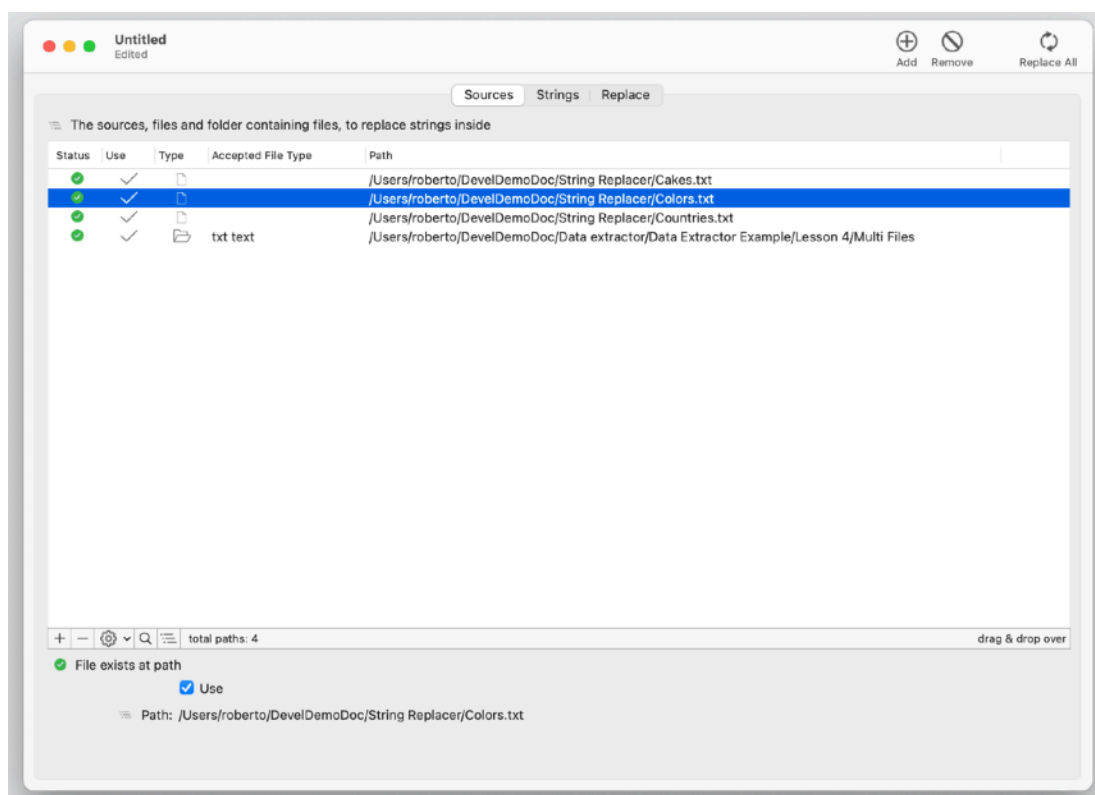 Untitled
Edited
Add Remove Replace All
Sources Strings Replace
The sources, files and folder containing files, to replace strings inside
Status Use Type Accepted File Type Path
/Users/roberto/DevelDemoDoc/String Replacer/Cakes.txt
/Users/roberto/DevelDemoDoc/String Replacer/Colors.txt
/Users/roberto/DevelDemoDoc/String Replacer/Countries.txt
txt text /Users/roberto/DevelDemoDoc/Data extractor/Data Extractor Example/Lesson 4/Multi Files
total paths: 4 drag & drop over
File exists at path
Use
Path: /Users/roberto/DevelDemoDoc/String Replacer/Colors.txt